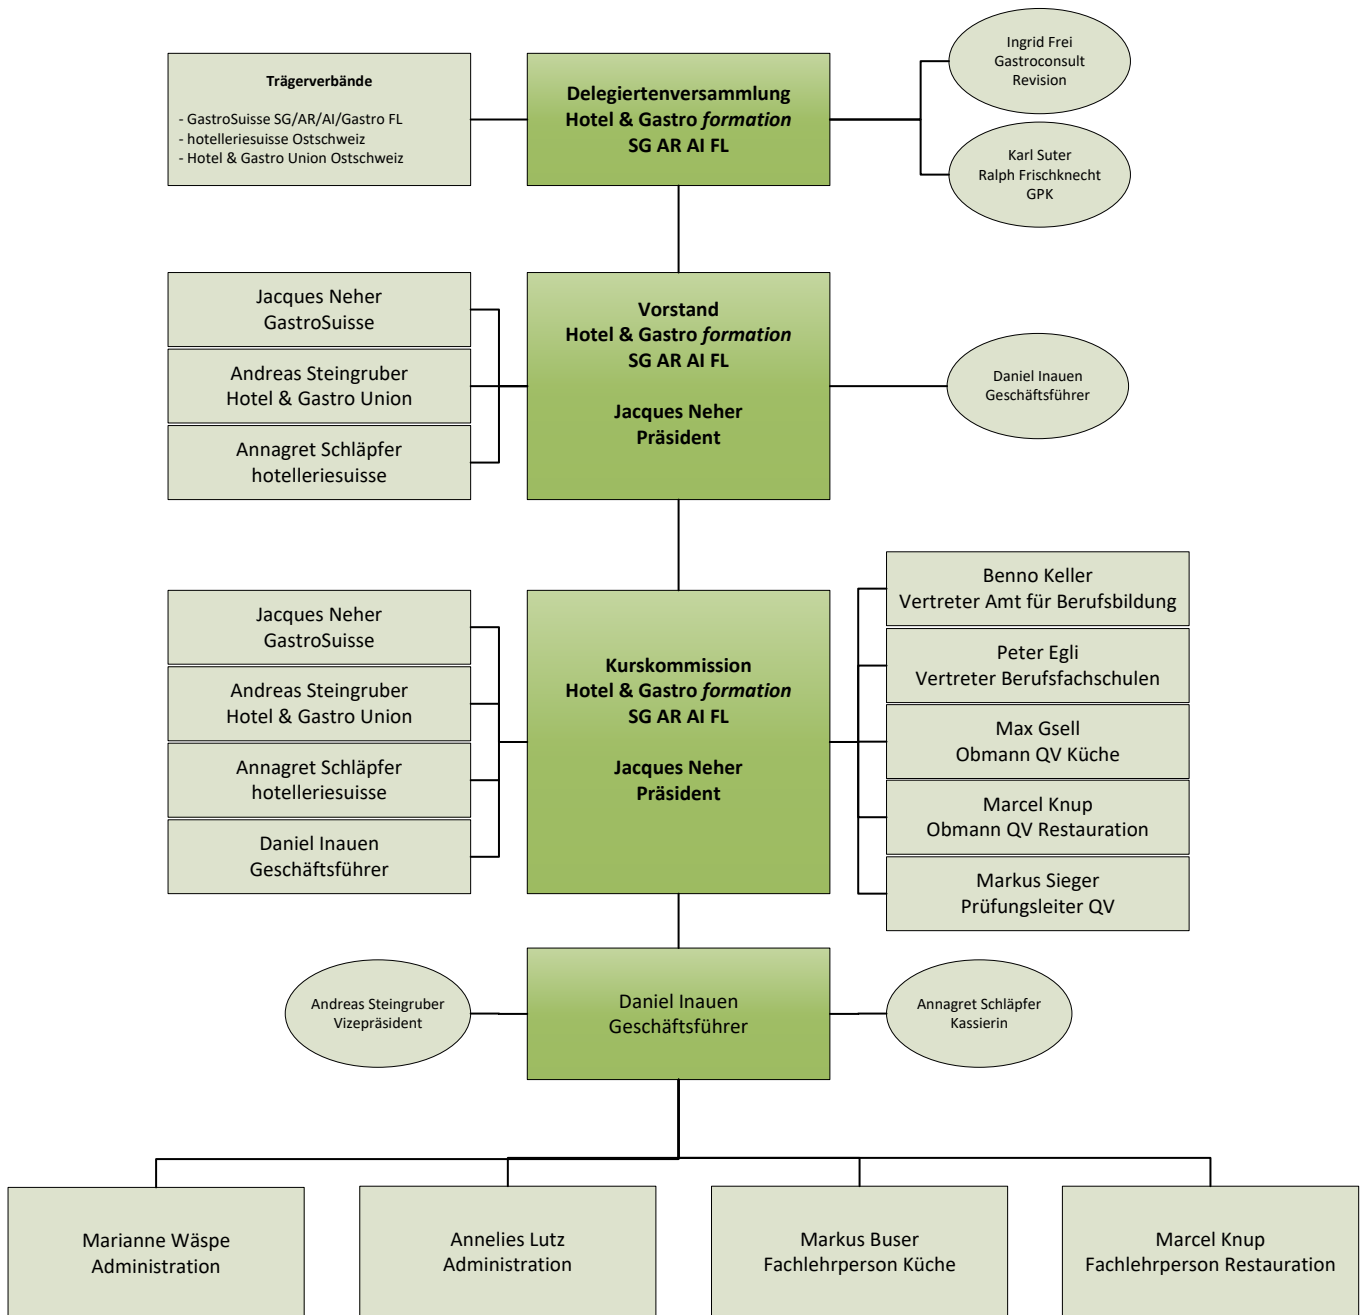 Trägerverbände
- GastroSuisse SG/AR/AI/Gastro FL
- hotelleriesuisse Ostschweiz
- Hotel & Gastro Union Ostschweiz
Delegiertenversammlung
Hotel & Gastro formation
SG AR AI FL
Ingrid Frei
Gastroconsult
Revision
Karl Suter
Ralph Frischknecht
GPK
Jacques Neher
GastroSuisse
Andreas Steingruber
Hotel & Gastro Union
Annagret Schläpfer
hotelleriesuisse
Vorstand
Hotel & Gastro formation
SG AR AI FL
Jacques Neher
Präsident
Daniel Inauen
Geschäftsführer
Jacques Neher
GastroSuisse
Andreas Steingruber
Hotel & Gastro Union
Annagret Schläpfer
hotelleriesuisse
Daniel Inauen
Geschäftsführer
Kurskommission
Hotel & Gastro formation
SG AR AI FL
Jacques Neher
Präsident
Benno Keller
Vertreter Amt für Berufsbildung
Peter Egli
Vertreter Berufsfachschulen
Max Gsell
Obmann QV Küche
Marcel Knup
Obmann QV Restauration
Markus Sieger
Prüfungsleiter QV
Andreas Steingruber
Vizepräsident
Daniel Inauen
Geschäftsführer
Annagret Schläpfer
Kassierin
Marianne Wäspe
Administration
Annelies Lutz
Administration
Markus Buser
Fachlehrperson Küche
Marcel Knup
Fachlehrperson Restauration